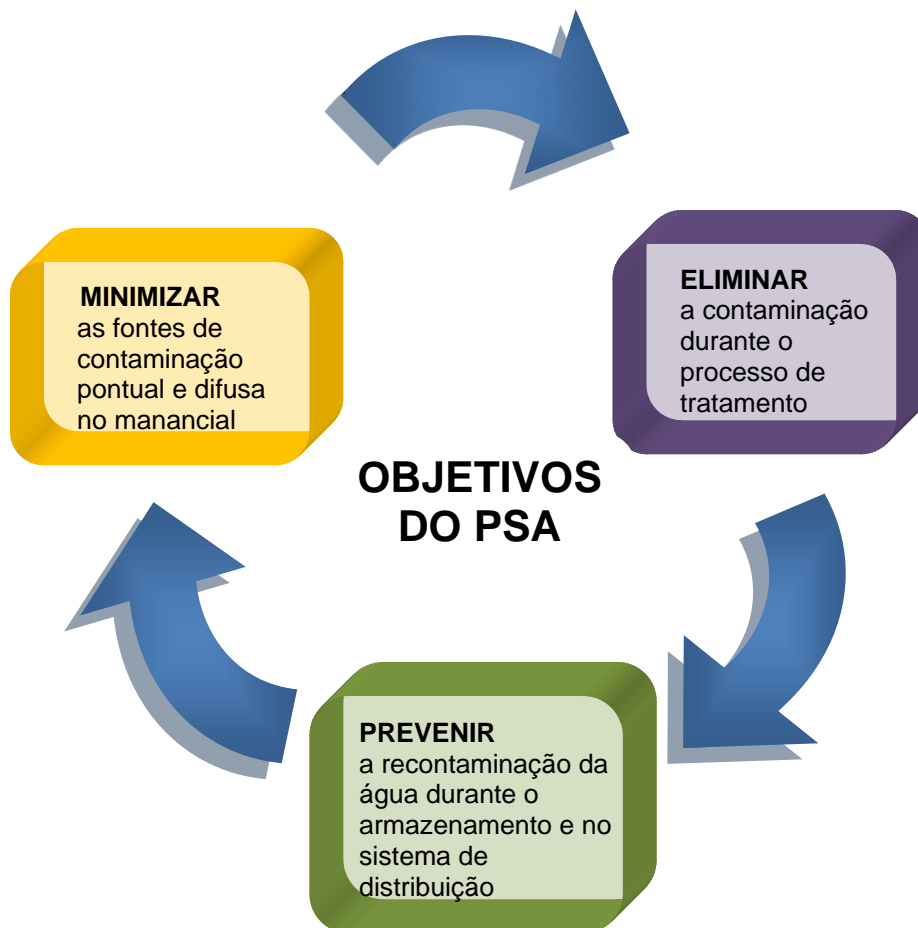 MINIMIZAR
as fontes de
contaminação
pontual e difusa
no manancial
ELIMINAR
a contaminação
durante o
processo de
tratamento
OBJETIVOS
DO PSA
PREVENIR
a recontaminação da
água durante o
armazenamento e no
sistema de
distribuição